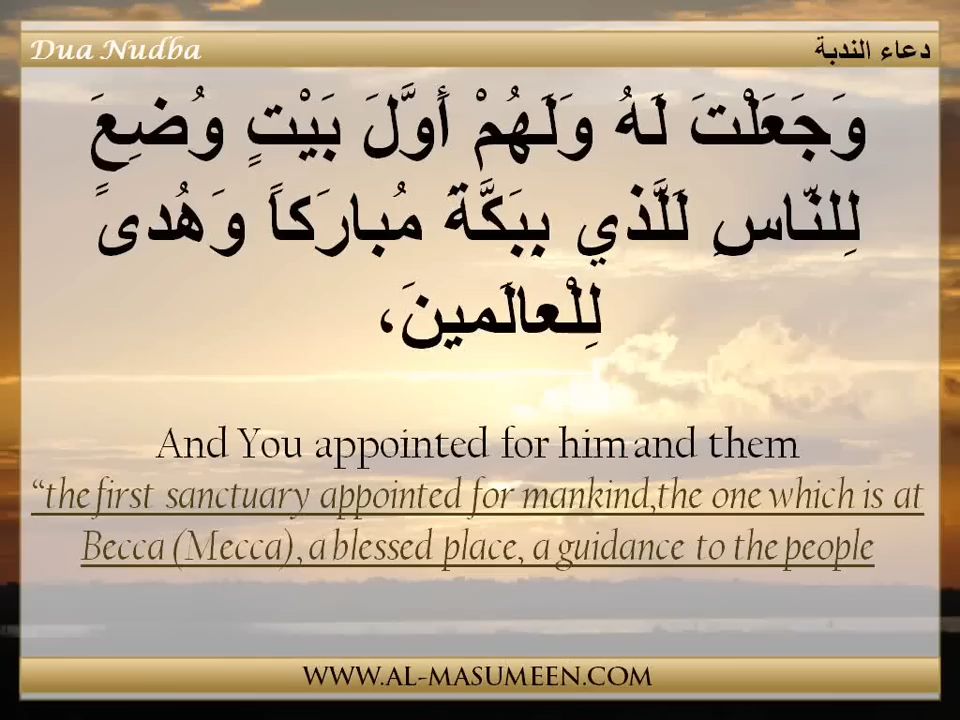 Dua Nudba
دعاء الندبة
وَجَعَلْتَ لَهُ وَلَهُمْ أَوَّلَ بَيْتٍ وُضِعَ
لِلنّاسِ لَلَّذي بِبَكَّةَ مُبارَكاً وَهُدىً
لِلْعالَمينَ،
And You appointed for him and them
“the first sanctuary appointed for mankind,the one which is at
Becca (Mecca), a blessed place, a guidance to the people
WWW.AL-MASUMEEN.COM